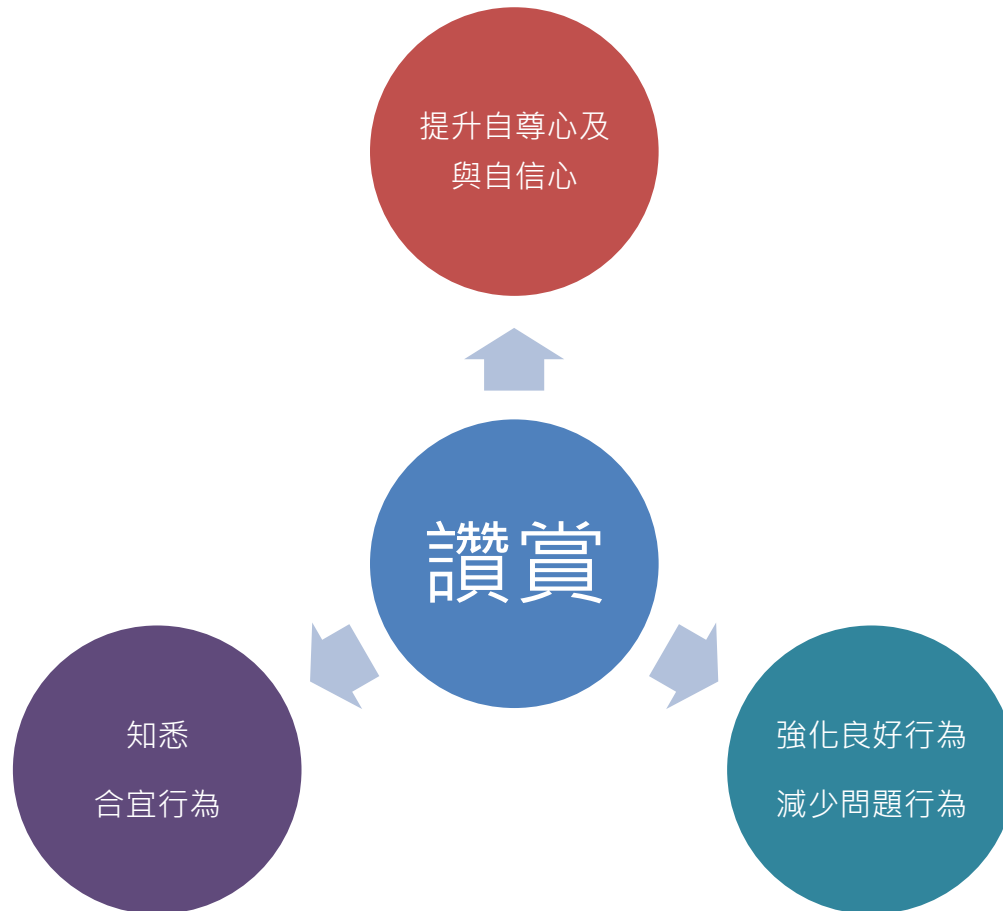 提升自尊心及
與自信心
讚賞
知悉
合宜行為
強化良好行為
減少問題行為